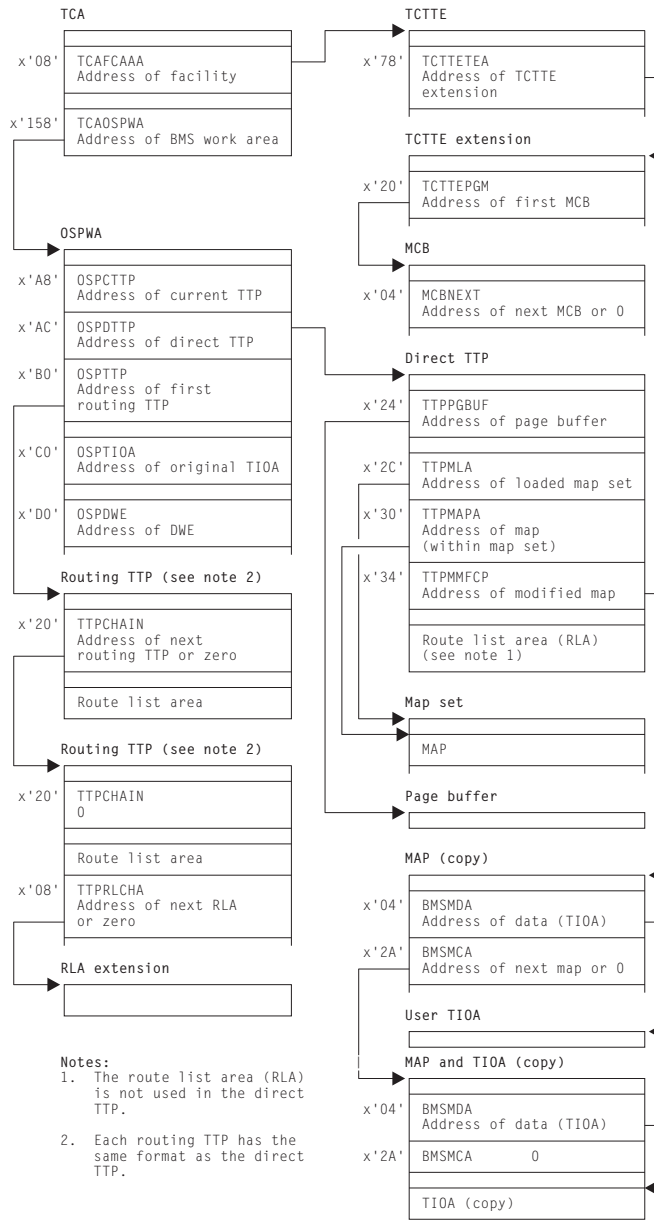 TCA
x'08' TCAFCAAA
Address of facility
x'158' TCAOSPWA
Address of BMS work area
OSPWA
x'A8' OSPCTTP
Address of current TTP
x'AC' OSPDTTP
Address of direct TTP
x'B0' OSPTTP
Address of first
routing TTP
x'C0' OSPTIOA
Address of original TIOA
x'D0' OSPDWE
Address of DWE
Routing TTP (see note 2)
x'20' TTPCHAIN
Address of next
routing TTP or zero
Route list area
Routing TTP (see note 2)
x'20' TTPCHAIN
0
Route list area
x'08' TTPRLCHA
Address of next RLA
or zero
RLA extension
Notes:
1. The route list area (RLA)
is not used in the direct
TTP.
2. Each routing TTP has the
same format as the direct
TTP.
TCTTE
x'78' TCTTETEA
Address of TCTTE
extension
TCTTE extension
x'20' TCTTEPGM
Address of first MCB
MCB
x'04' MCBNEXT
Address of next MCB or 0
Direct TTP
x'24' TTPPGBUF
Address of page buffer
x'2C' TTPMLA
Address of loaded map set
x'30' TTPMAPA
Address of map
(within map set)
x'34' TTPMMFCP
Address of modified map
Route list area (RLA)
(see note 1)
Map set
MAP
Page buffer
MAP (copy)
x'04' BMSMDA
Address of data (TIOA)
x'2A' BMSMCA
Address of next map or 0
User TIOA
MAP and TIOA (copy)
x'04' BMSMDA
Address of data (TIOA)
x'2A' BMSMCA 0
TIOA (copy)